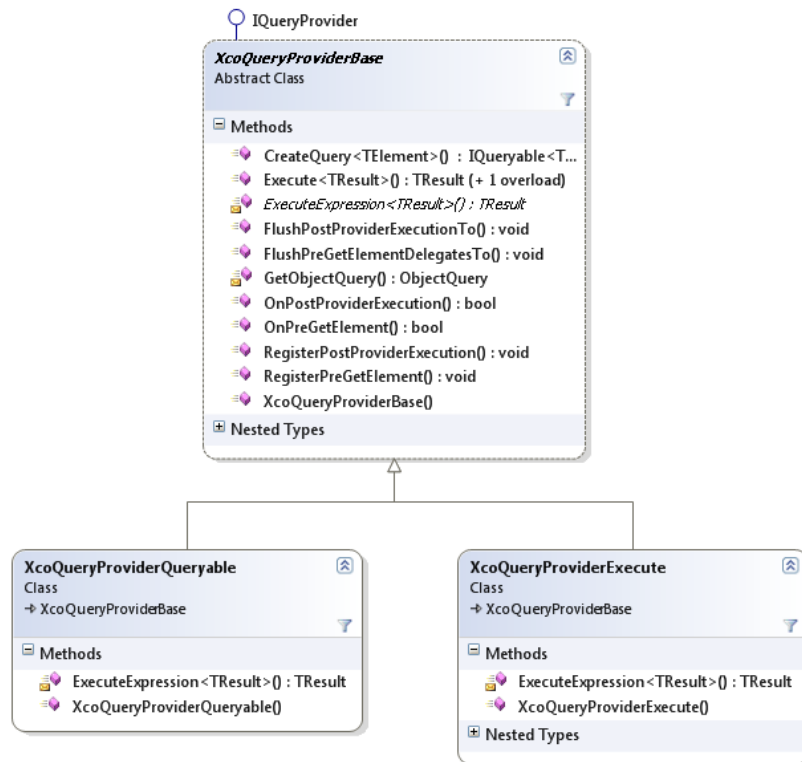 IQueryProvider
XcoQueryProviderBase
Abstract Class
Methods
CreateQuery<TElement>() : IQueryable<T...
Execute<TResult>() : TResult (+ 1 overload)
ExecuteExpression<TResult>() : TResult
FlushPostProviderExecutionTo() : void
FlushPreGetElementDelegatesTo() : void
GetObjectQuery() : ObjectQuery
OnPostProviderExecution() : bool
OnPreGetElement() : bool
RegisterPostProviderExecution() : void
RegisterPreGetElement() : void
XcoQueryProviderBase()
Nested Types
XcoQueryProviderQueryable
Class
XcoQueryProviderBase
Methods
ExecuteExpression<TResult>() : TResult
XcoQueryProviderQueryable()
XcoQueryProviderExecute
Class
XcoQueryProviderBase
Methods
ExecuteExpression<TResult>() : TResult
XcoQueryProviderExecute()
Nested Types